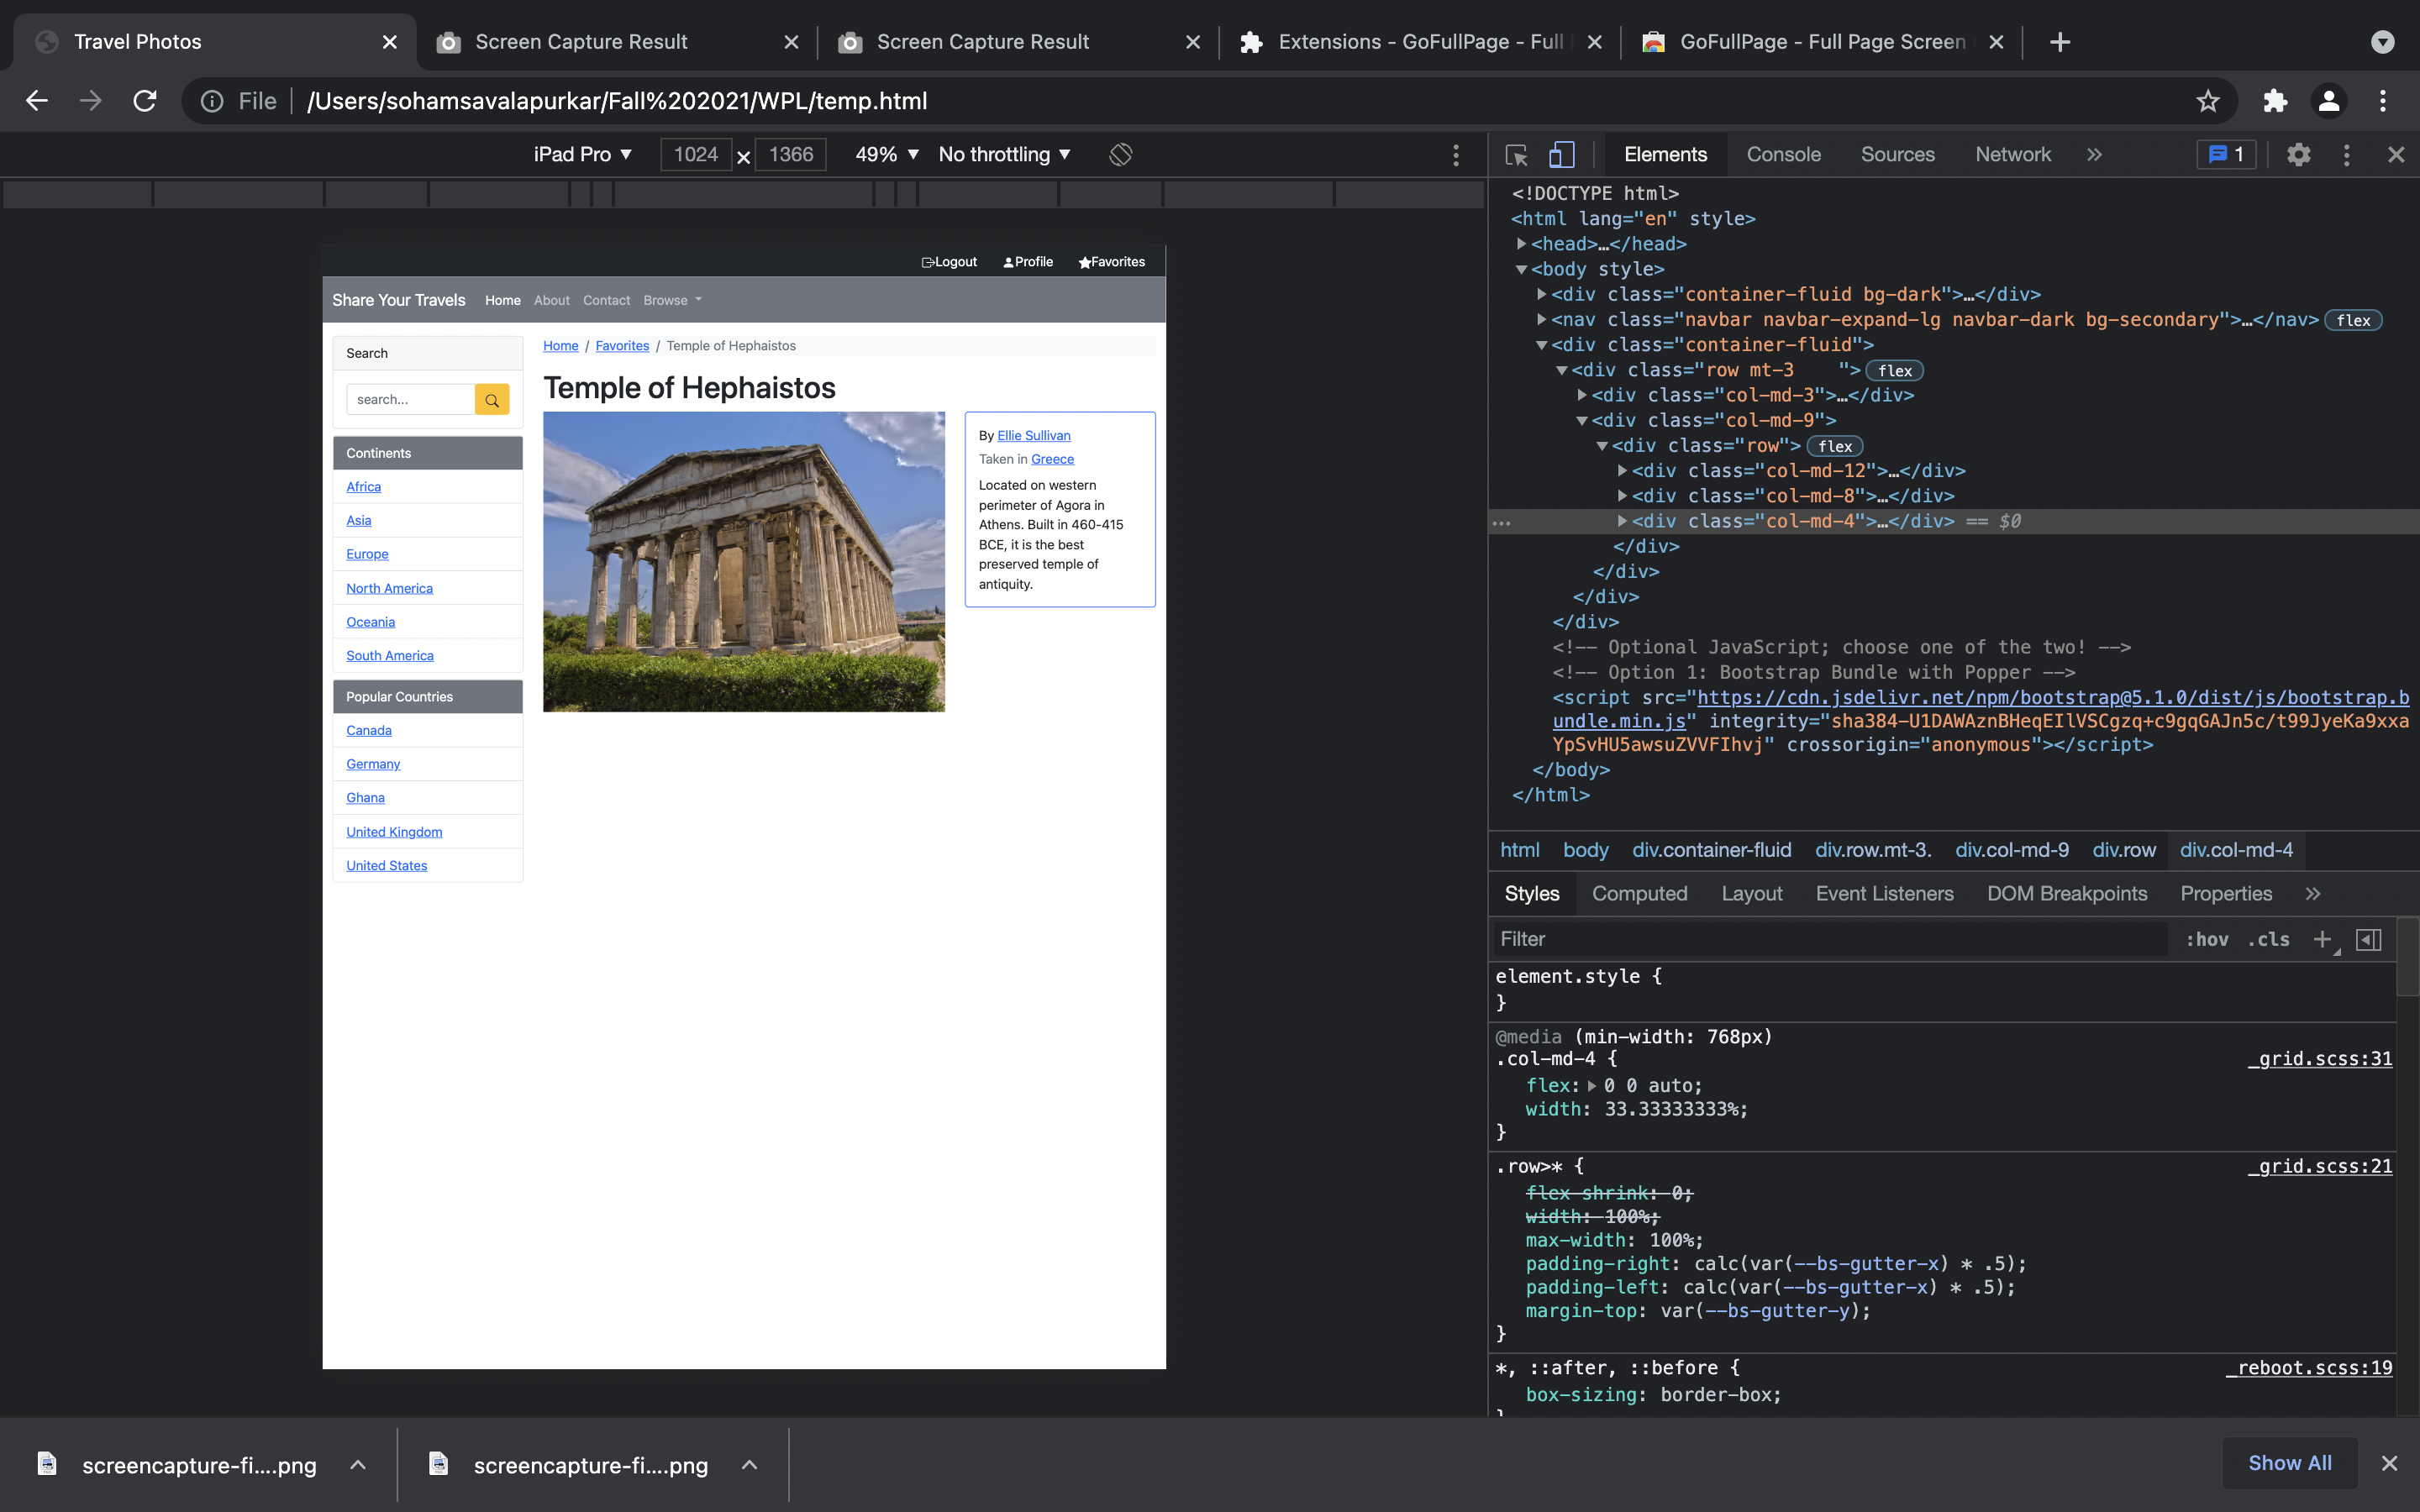 Travel Photos
Screen Capture Result
Screen Capture Result
Extensions - GoFullPage - Full
GoFullPage - Full Page Screen
File /Users/sohamsavalapurkar/Fall%202021/WPL/temp.html
iPad Pro ▼ 1024 × 1366 49% ▼ No throttling ▼
Logout Profile Favorites
Share Your Travels Home About Contact Browse
Search
search...
Continents
Africa
Asia
Europe
North America
Oceania
South America
Popular Countries
Canada
Germany
Ghana
United Kingdom
United States
Home / Favorites / Temple of Hephaistos
Temple of Hephaistos
By Ellie Sullivan
Taken in Greece
Located on western
perimeter of Agora in
Athens. Built in 460-415
BCE, it is the best
preserved temple of
antiquity.
Elements Console Sources Network » 1
<!DOCTYPE html>
<html lang="en" style>
▶<head>…</head>
▼<body style>
▶<div class="container-fluid bg-dark">…</div>
▶<nav class="navbar navbar-expand-lg navbar-dark bg-secondary">…</nav> flex
▼<div class="container-fluid">
▼<div class="row mt-3    "> flex
▶<div class="col-md-3">…</div>
▼<div class="col-md-9">
▼<div class="row"> flex
▶<div class="col-md-12">…</div>
▶<div class="col-md-8">…</div>
… ▶<div class="col-md-4">…</div> == $0
</div>
</div>
</div>
</div>
<!-- Optional JavaScript; choose one of the two! -->
<!-- Option 1: Bootstrap Bundle with Popper -->
<script src="https://cdn.jsdelivr.net/npm/bootstrap@5.1.0/dist/js/bootstrap.b
undle.min.js" integrity="sha384-U1DAWAznBHeqEIlVSCgzq+c9gqGAJn5c/t99JyeKa9xxa
YpSvHU5awsuZVVFIhvj" crossorigin="anonymous"></script>
</body>
</html>
html body div.container-fluid div.row.mt-3. div.col-md-9 div.row div.col-md-4
Styles Computed Layout Event Listeners DOM Breakpoints Properties »
Filter :hov .cls +
element.style {
}
@media (min-width: 768px)
.col-md-4 { _grid.scss:31
flex: ▶ 0 0 auto;
width: 33.33333333%;
}
.row>* { _grid.scss:21
flex-shrink: 0;
width: 100%;
max-width: 100%;
padding-right: calc(var(--bs-gutter-x) * .5);
padding-left: calc(var(--bs-gutter-x) * .5);
margin-top: var(--bs-gutter-y);
}
*, ::after, ::before { _reboot.scss:19
box-sizing: border-box;
}
screencapture-fi....png
screencapture-fi....png
Show All